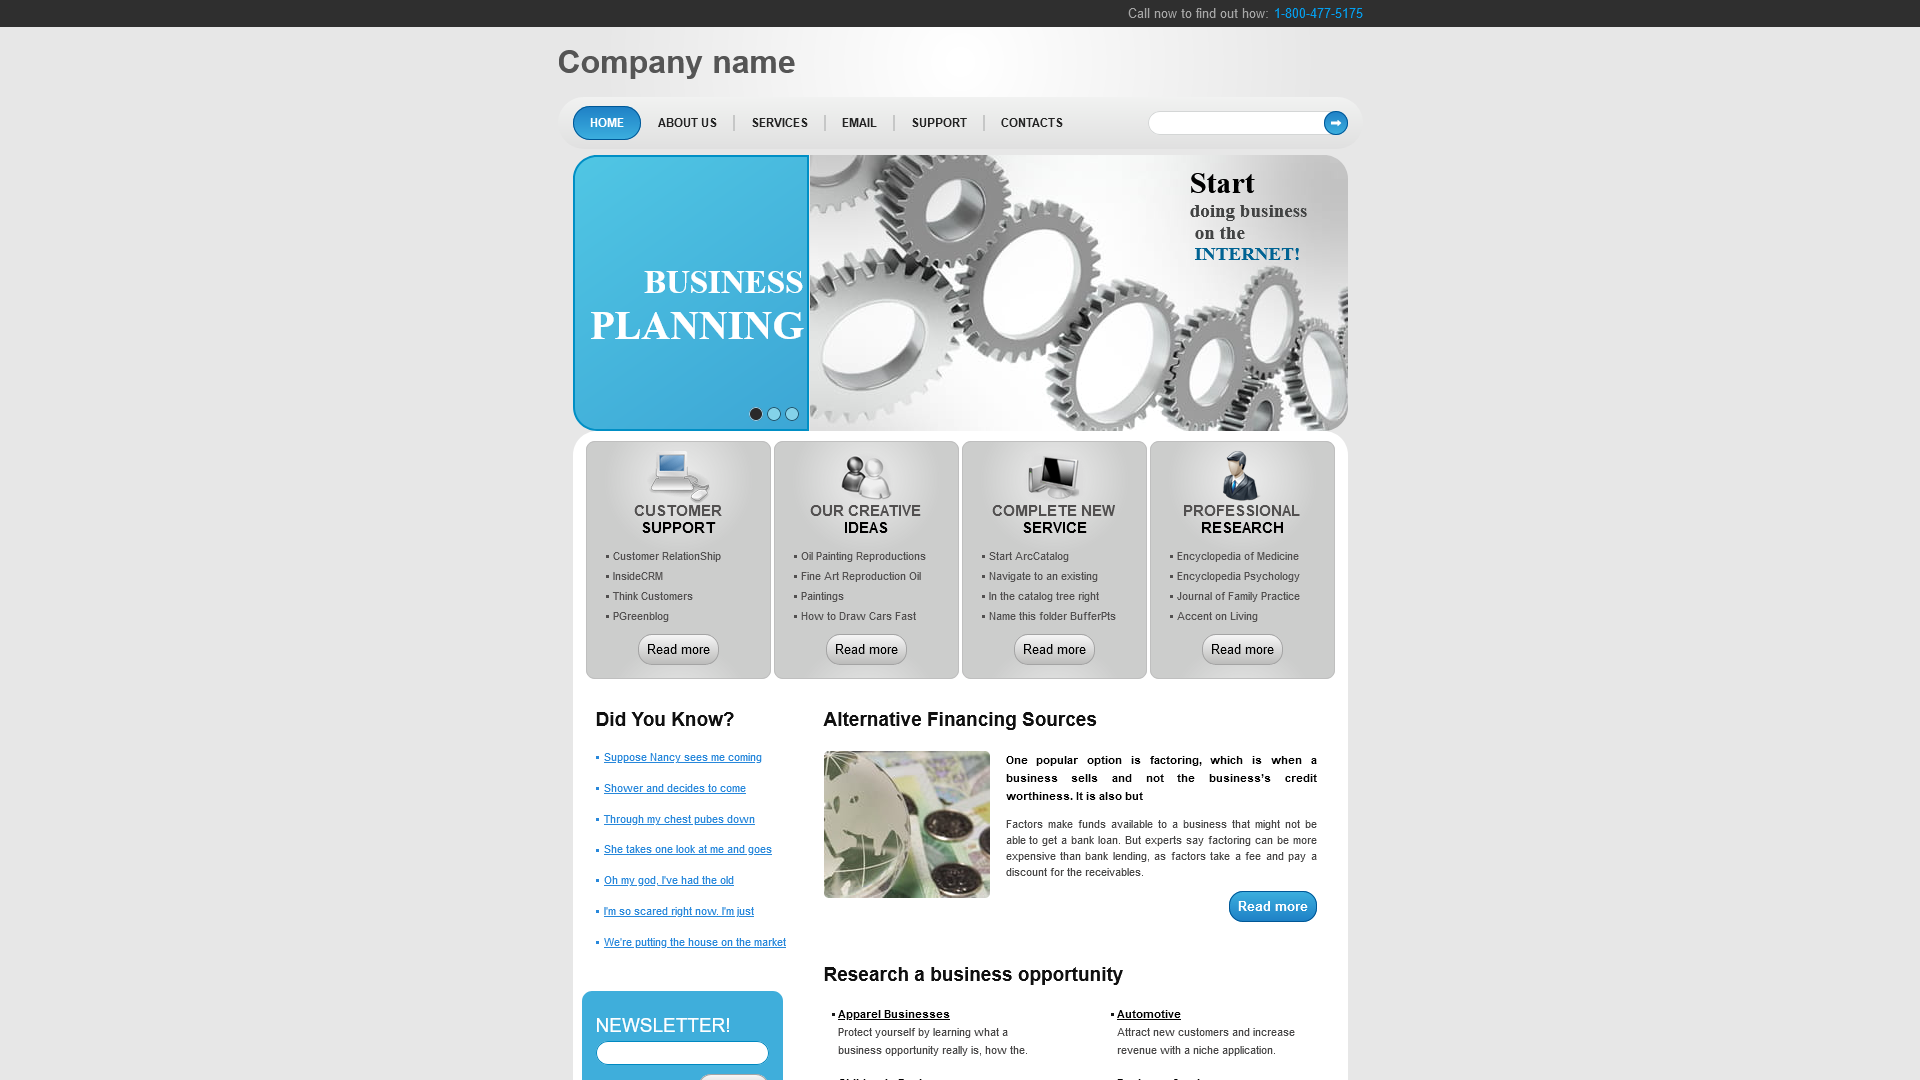 Call now to find out how: 1-800-477-5175
Company name
HOME
ABOUT US
SERVICES
EMAIL
SUPPORT
CONTACTS
BUSINESS
PLANNING
Start
doing business
on the
INTERNET!
CUSTOMER
SUPPORT
Customer RelationShip
InsideCRM
Think Customers
PGreenblog
Read more
OUR CREATIVE
IDEAS
Oil Painting Reproductions
Fine Art Reproduction Oil
Paintings
How to Draw Cars Fast
Read more
COMPLETE NEW
SERVICE
Start ArcCatalog
Navigate to an existing
In the catalog tree right
Name this folder BufferPts
Read more
PROFESSIONAL
RESEARCH
Encyclopedia of Medicine
Encyclopedia Psychology
Journal of Family Practice
Accent on Living
Read more
Did You Know?
Suppose Nancy sees me coming
Shower and decides to come
Through my chest pubes down
She takes one look at me and goes
Oh my god, I've had the old
I'm so scared right now. I'm just
We're putting the house on the market
NEWSLETTER!
Alternative Financing Sources
One popular option is factoring, which is when a
business sells and not the business's credit
worthiness. It is also but
Factors make funds available to a business that might not be
able to get a bank loan. But experts say factoring can be more
expensive than bank lending, as factors take a fee and pay a
discount for the receivables.
Read more
Research a business opportunity
Apparel Businesses
Protect yourself by learning what a
business opportunity really is, how the.
Automotive
Attract new customers and increase
revenue with a niche application.